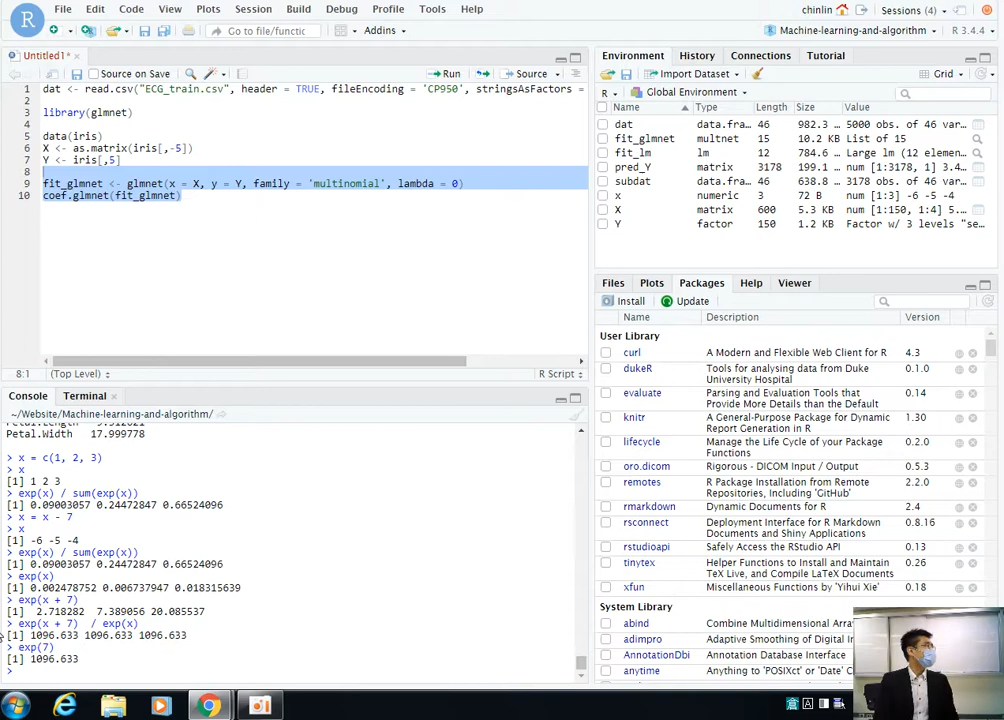 File Edit Code View Plots Session Build Debug Profile Tools Help
chinlin Sessions (4)
R Go to file/functic Addins Machine-learning-and-algorithm R 3.4.4
Untitled1*
Source on Save Run Source
1 dat <- read.csv("ECG_train.csv", header = TRUE, fileEncoding = 'CP950', stringsAsFactors =
2
3 library(glmnet)
4
5 data(iris)
6 X <- as.matrix(iris[,-5])
7 Y <- iris[,5]
8
9 fit_glmnet <- glmnet(x = X, y = Y, family = 'multinomial', lambda = 0)
10 coef.glmnet(fit_glmnet)
8:1 (Top Level) R Script
Console Terminal
~/Website/Machine-learning-and-algorithm/
Petal.Width 17.999778
> x = c(1, 2, 3)
> x
[1] 1 2 3
> exp(x) / sum(exp(x))
[1] 0.09003057 0.24472847 0.66524096
> x = x - 7
> x
[1] -6 -5 -4
> exp(x) / sum(exp(x))
[1] 0.09003057 0.24472847 0.66524096
> exp(x)
[1] 0.002478752 0.006737947 0.018315639
> exp(x + 7)
[1] 2.718282 7.389056 20.085537
> exp(x + 7) / exp(x)
[1] 1096.633 1096.633 1096.633
> exp(7)
[1] 1096.633
>
Environment History Connections Tutorial
Import Dataset Grid
R Global Environment
Name Type Length Size Value
dat data.fra… 46 982.3 … 5000 obs. of 46 var…
fit_glmnet multnet 12 10.2 KB List of 15
fit_lm lm 12 784.6 … Large lm (12 elemen…
pred_Y matrix 3178 199.4 … num [1:3178, 1] 3.4…
subdat data.fra… 46 638.8 … 3178 obs. of 46 var…
x numeric 3 72 B num [1:3] -6 -5 -4
X matrix 600 5.3 KB num [1:150, 1:4] 5.…
Y factor 150 1.2 KB Factor w/ 3 levels "se…
Files Plots Packages Help Viewer
Install Update
Name Description Version
User Library
curl A Modern and Flexible Web Client for R 4.3
dukeR Tools for analysing data from Duke University Hospital 0.1.0
evaluate Parsing and Evaluation Tools that Provide More Details than the Default 0.14
knitr A General-Purpose Package for Dynamic Report Generation in R 1.30
lifecycle Manage the Life Cycle of your Package Functions 0.2.0
oro.dicom Rigorous - DICOM Input / Output 0.5.3
remotes R Package Installation from Remote Repositories, Including 'GitHub' 2.2.0
rmarkdown Dynamic Documents for R 2.4
rsconnect Deployment Interface for R Markdown Documents and Shiny Applications 0.8.16
rstudioapi Safely Access the RStudio API 0.13
tinytex Helper Functions to Install and Maintain TeX Live, and Compile LaTeX Documents 0.26
xfun Miscellaneous Functions by 'Yihui Xie' 0.18
System Library
abind Combine Multidimensional Array
adimpro Adaptive Smoothing of Digital
AnnotationDbi Annotation Database Interface
anytime Anything to 'POSIXct' or 'Date'